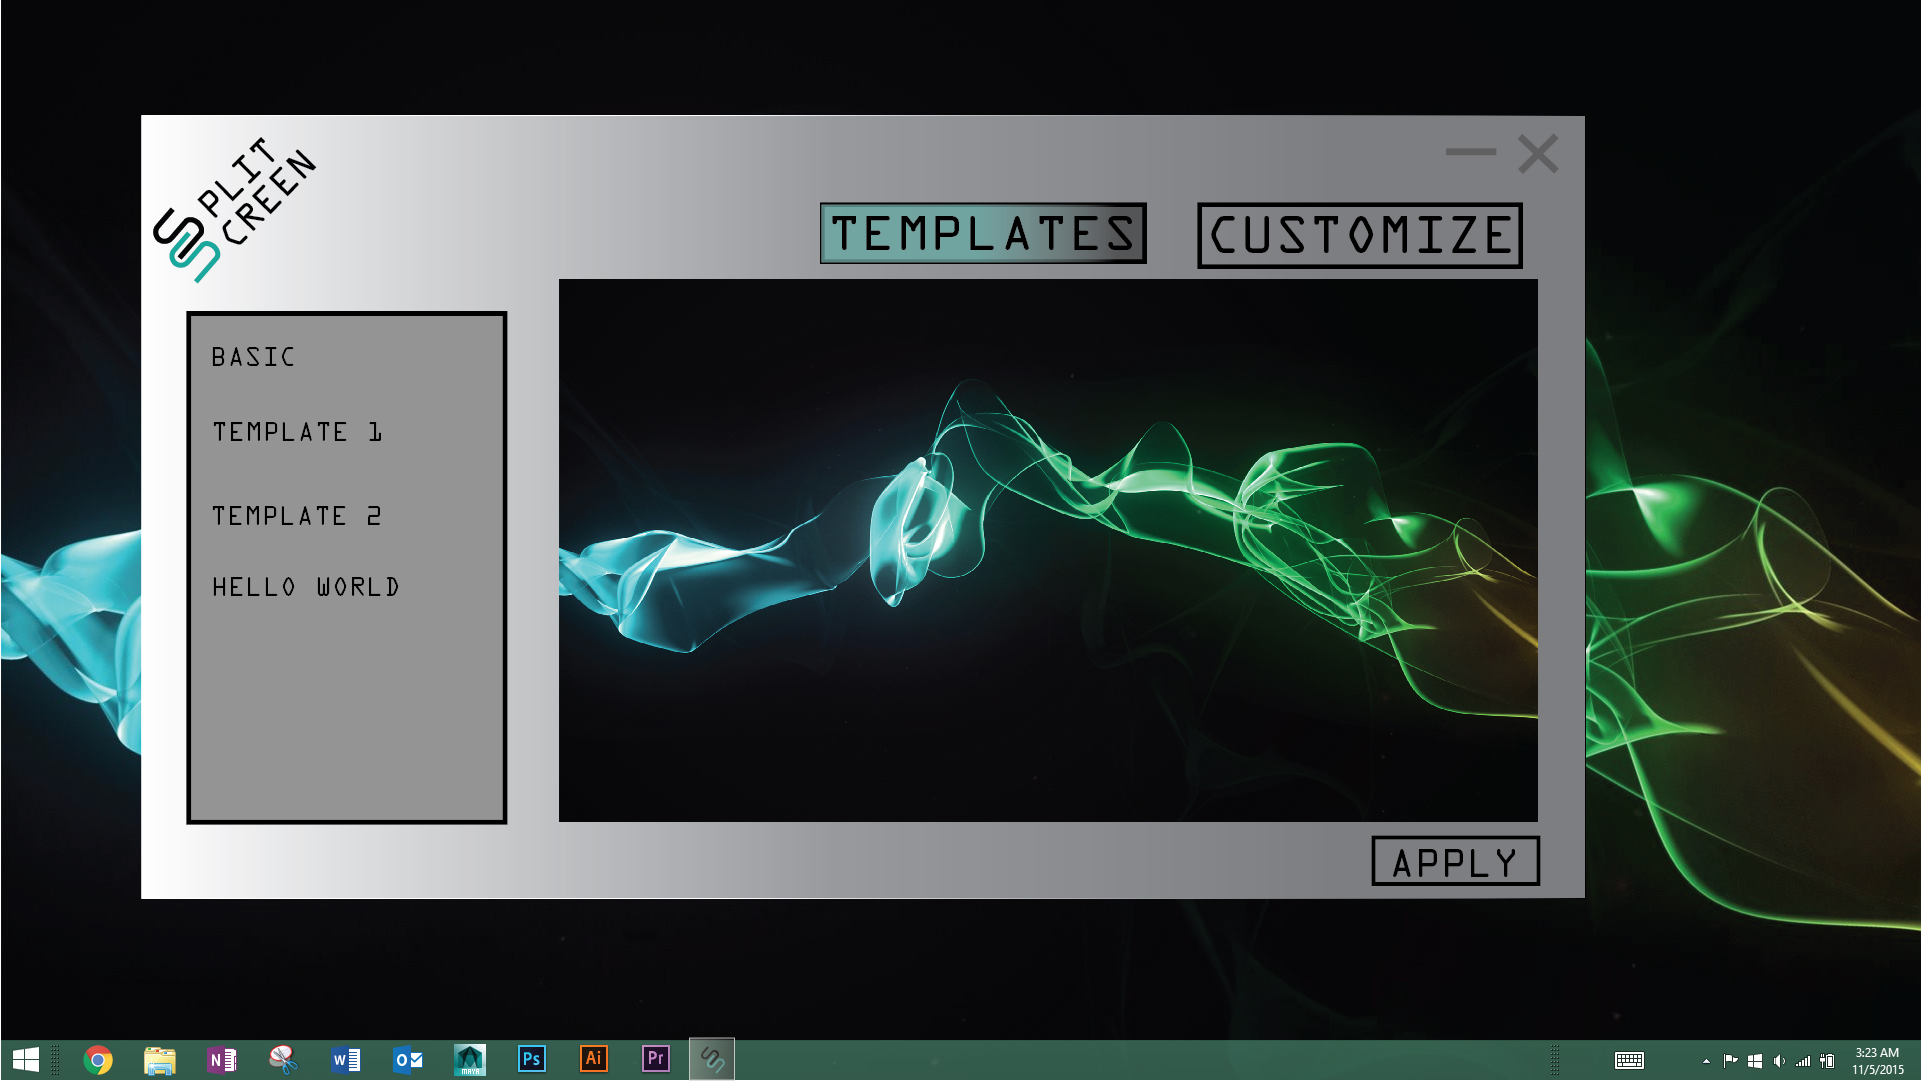 SPLIT
SCREEN
TEMPLATES
CUSTOMIZE
BASIC
TEMPLATE 1
TEMPLATE 2
HELLO WORLD
APPLY
N
W
O
MAYA
Ps
Ai
Pr
3:23 AM
11/5/2015